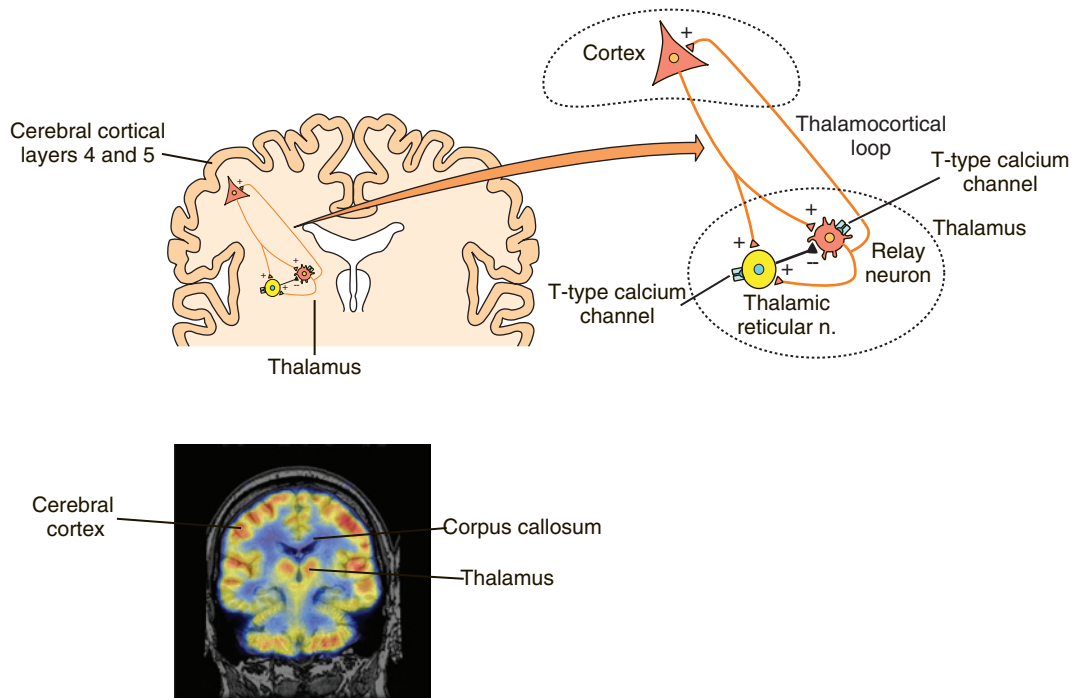 Cortex
+
Cerebral cortical
layers 4 and 5
Thalamocortical
loop
T-type calcium
channel
+
+
+
–
+
Thalamus
Relay
neuron
T-type calcium
channel
Thalamic
reticular n.
+
+
+
–
+
Thalamus
Cerebral
cortex
Corpus callosum
Thalamus